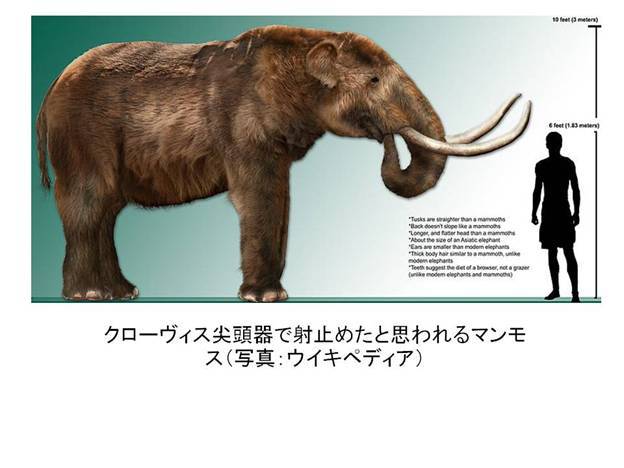 10 feet (3 meters)
6 feet (1.83 meters)
*Tusks are straighter than a mammoths
*Back doesn't slope like a mammoths
*Longer, and flatter head than a mammoths
*About the size of an Asiatic elephant
*Ears are smaller than modern elephants
*Thick body hair similar to a mammoth, unlike
modern elephants
*Teeth suggest the diet of a browser, not a grazer
(unlike modern elephants and mammoths)
クローヴィス尖頭器で射止めたと思われるマンモ
ス(写真:ウイキペディア)